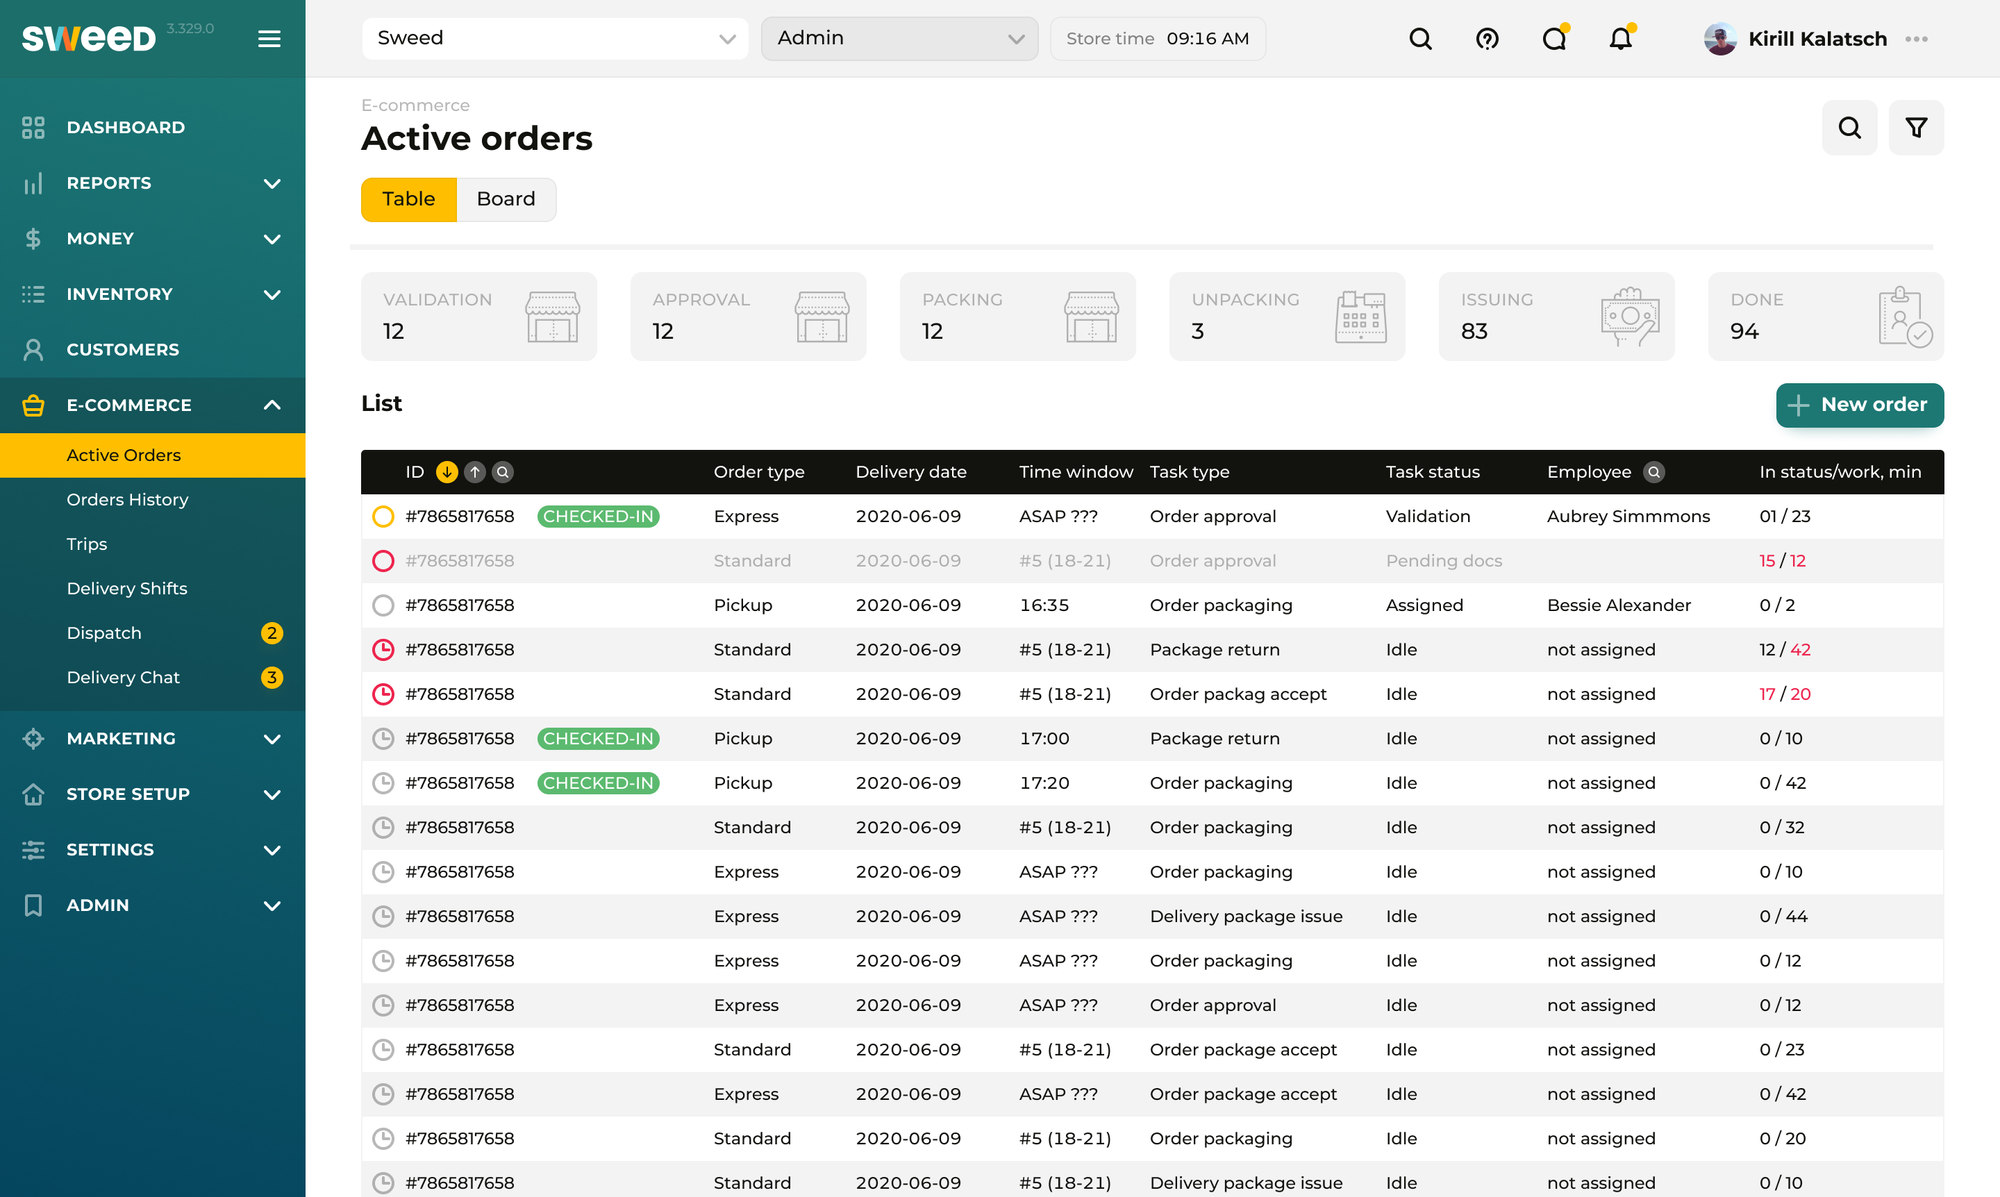 sweed 3.329.0
Sweed Admin Store time 09:16 AM Kirill Kalatsch
DASHBOARD
REPORTS
MONEY
INVENTORY
CUSTOMERS
E-COMMERCE
Active Orders
Orders History
Trips
Delivery Shifts
Dispatch 2
Delivery Chat 3
MARKETING
STORE SETUP
SETTINGS
ADMIN
E-commerce
Active orders
Table Board
VALIDATION 12
APPROVAL 12
PACKING 12
UNPACKING 3
ISSUING 83
DONE 94
List
New order
ID Order type Delivery date Time window Task type Task status Employee In status/work, min
#7865817658 CHECKED-IN Express 2020-06-09 ASAP ??? Order approval Validation Aubrey Simmmons 01 / 23
#7865817658 Standard 2020-06-09 #5 (18-21) Order approval Pending docs 15 / 12
#7865817658 Pickup 2020-06-09 16:35 Order packaging Assigned Bessie Alexander 0 / 2
#7865817658 Standard 2020-06-09 #5 (18-21) Package return Idle not assigned 12 / 42
#7865817658 Standard 2020-06-09 #5 (18-21) Order packag accept Idle not assigned 17 / 20
#7865817658 CHECKED-IN Pickup 2020-06-09 17:00 Package return Idle not assigned 0 / 10
#7865817658 CHECKED-IN Pickup 2020-06-09 17:20 Order packaging Idle not assigned 0 / 42
#7865817658 Standard 2020-06-09 #5 (18-21) Order packaging Idle not assigned 0 / 32
#7865817658 Express 2020-06-09 ASAP ??? Order packaging Idle not assigned 0 / 10
#7865817658 Express 2020-06-09 ASAP ??? Delivery package issue Idle not assigned 0 / 44
#7865817658 Express 2020-06-09 ASAP ??? Order packaging Idle not assigned 0 / 12
#7865817658 Express 2020-06-09 ASAP ??? Order approval Idle not assigned 0 / 12
#7865817658 Standard 2020-06-09 #5 (18-21) Order package accept Idle not assigned 0 / 23
#7865817658 Express 2020-06-09 ASAP ??? Order package accept Idle not assigned 0 / 42
#7865817658 Standard 2020-06-09 #5 (18-21) Order packaging Idle not assigned 0 / 20
#7865817658 Standard 2020-06-09 #5 (18-21) Delivery package issue Idle not assigned 0 / 10